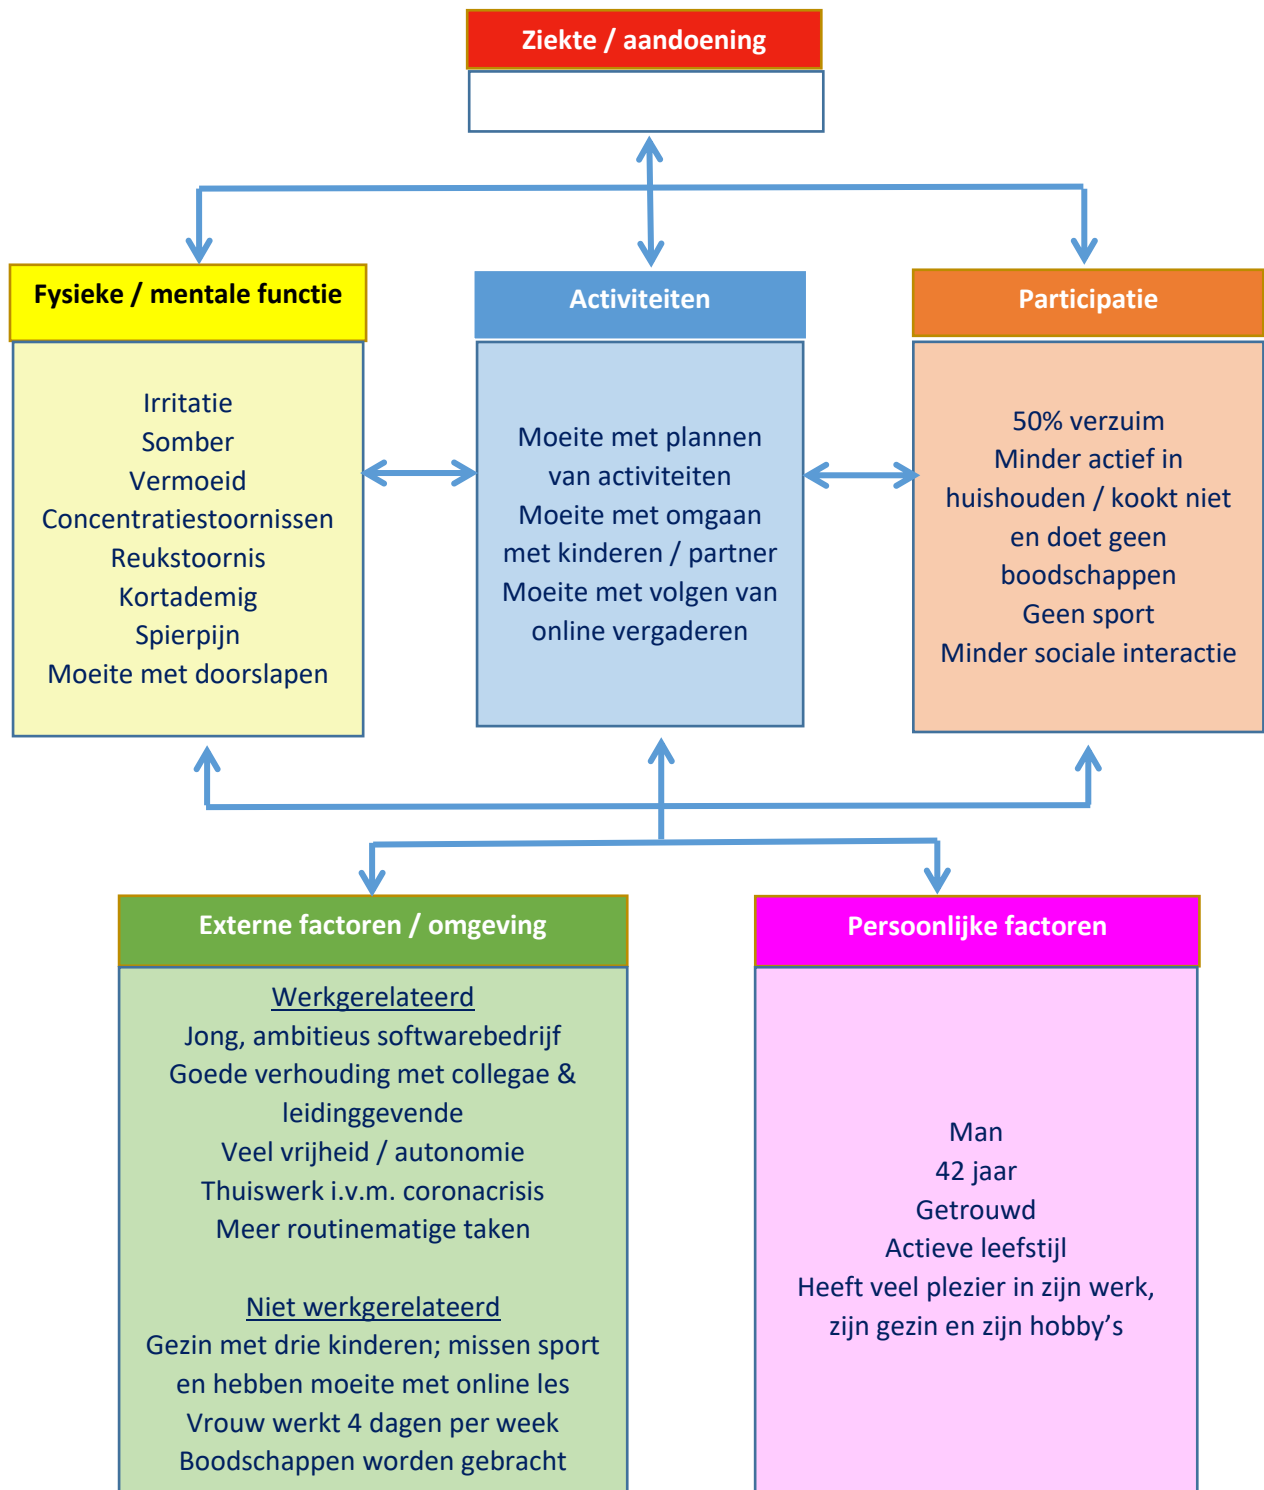 Ziekte / aandoening
Fysieke / mentale functie
Irritatie
Somber
Vermoeid
Concentratiestoornissen
Reukstoornis
Kortademig
Spierpijn
Moeite met doorslapen
Activiteiten
Moeite met plannen
van activiteiten
Moeite met omgaan
met kinderen / partner
Moeite met volgen van
online vergaderen
Participatie
50% verzuim
Minder actief in
huishouden / kookt niet
en doet geen
boodschappen
Geen sport
Minder sociale interactie
Externe factoren / omgeving
Werkgerelateerd
Jong, ambitieus softwarebedrijf
Goede verhouding met collegae &
leidinggevende
Veel vrijheid / autonomie
Thuiswerk i.v.m. coronacrisis
Meer routinematige taken
Niet werkgerelateerd
Gezin met drie kinderen; missen sport
en hebben moeite met online les
Vrouw werkt 4 dagen per week
Boodschappen worden gebracht
Persoonlijke factoren
Man
42 jaar
Getrouwd
Actieve leefstijl
Heeft veel plezier in zijn werk,
zijn gezin en zijn hobby’s